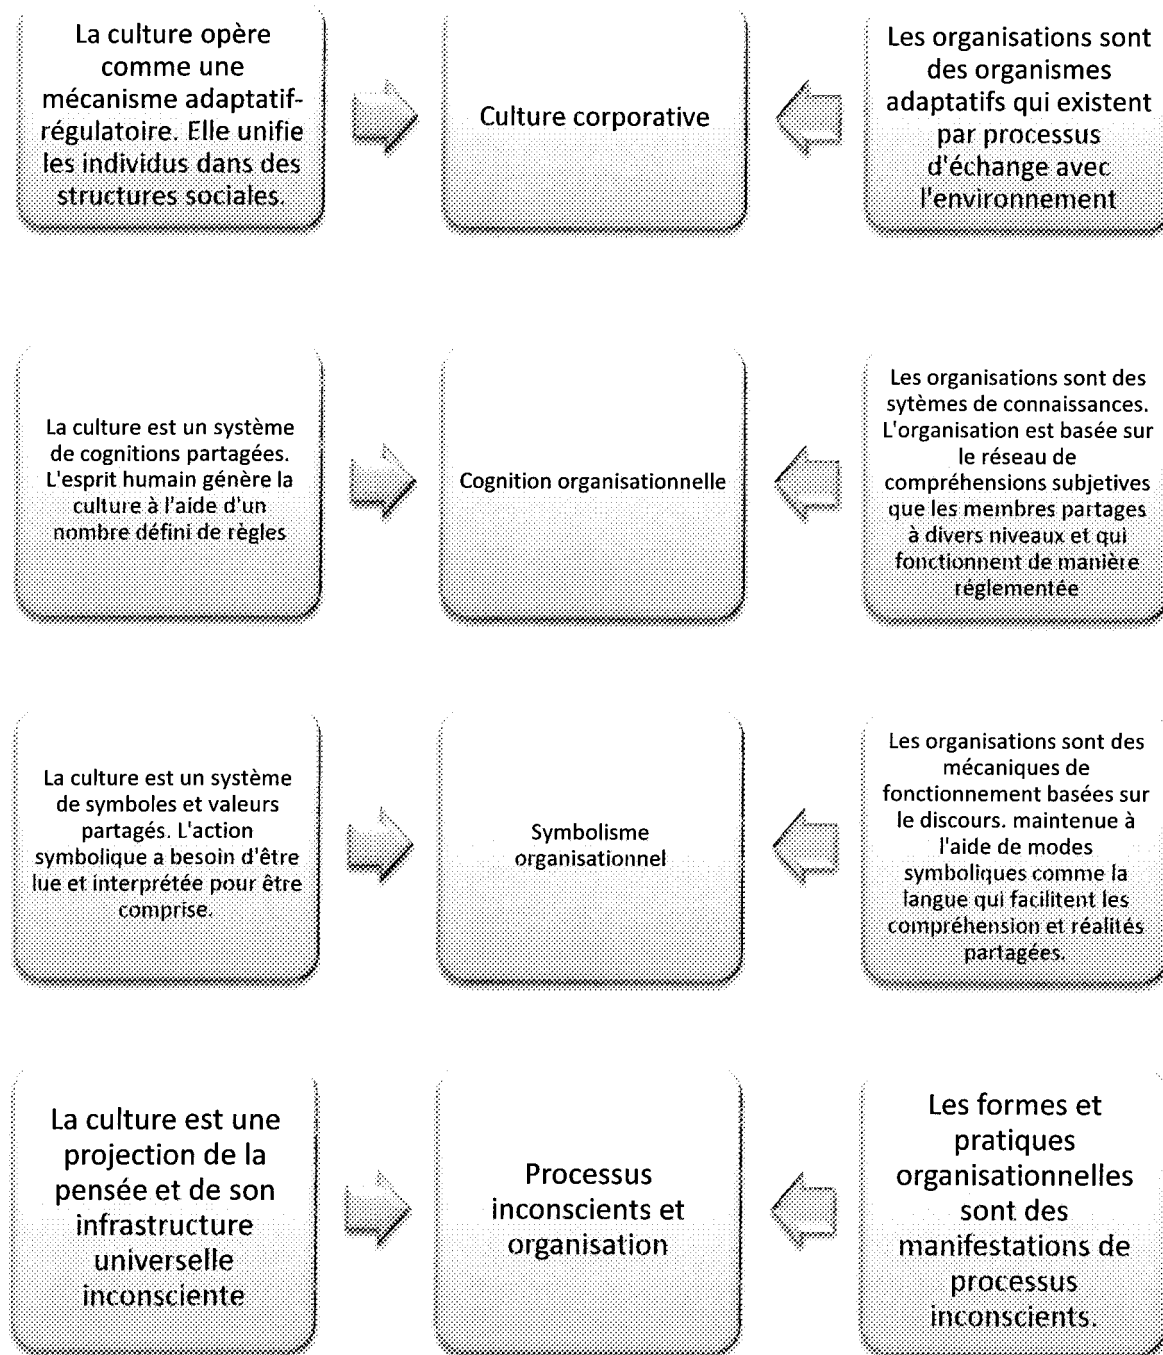 La culture opère
comme une
mécanisme adaptatif-
régulatoire. Elle unifie
les individus dans des
structures sociales.
Culture corporative
Les organisations sont
des organismes
adaptatifs qui existent
par processus
d'échange avec
l'environnement
La culture est un système
de cognitions partagées.
L'esprit humain génère la
culture à l'aide d'un
nombre défini de règles
Cognition organisationnelle
Les organisations sont des
sytèmes de connaissances.
L'organisation est basée sur
le réseau de
compréhensions subjetives
que les membres partages
à divers niveaux et qui
fonctionnent de manière
réglementée
La culture est un système
de symboles et valeurs
partagés. L'action
symbolique a besoin d'être
lue et interprétée pour être
comprise.
Symbolisme
organisationnel
Les organisations sont des
mécaniques de
fonctionnement basées sur
le discours. maintenue à
l'aide de modes
symboliques comme la
langue qui facilitent les
compréhension et réalités
partagées.
La culture est une
projection de la
pensée et de son
infrastructure
universelle
inconsciente
Processus
inconscients et
organisation
Les formes et
pratiques
organisationnelles
sont des
manifestations de
processus
inconscients.